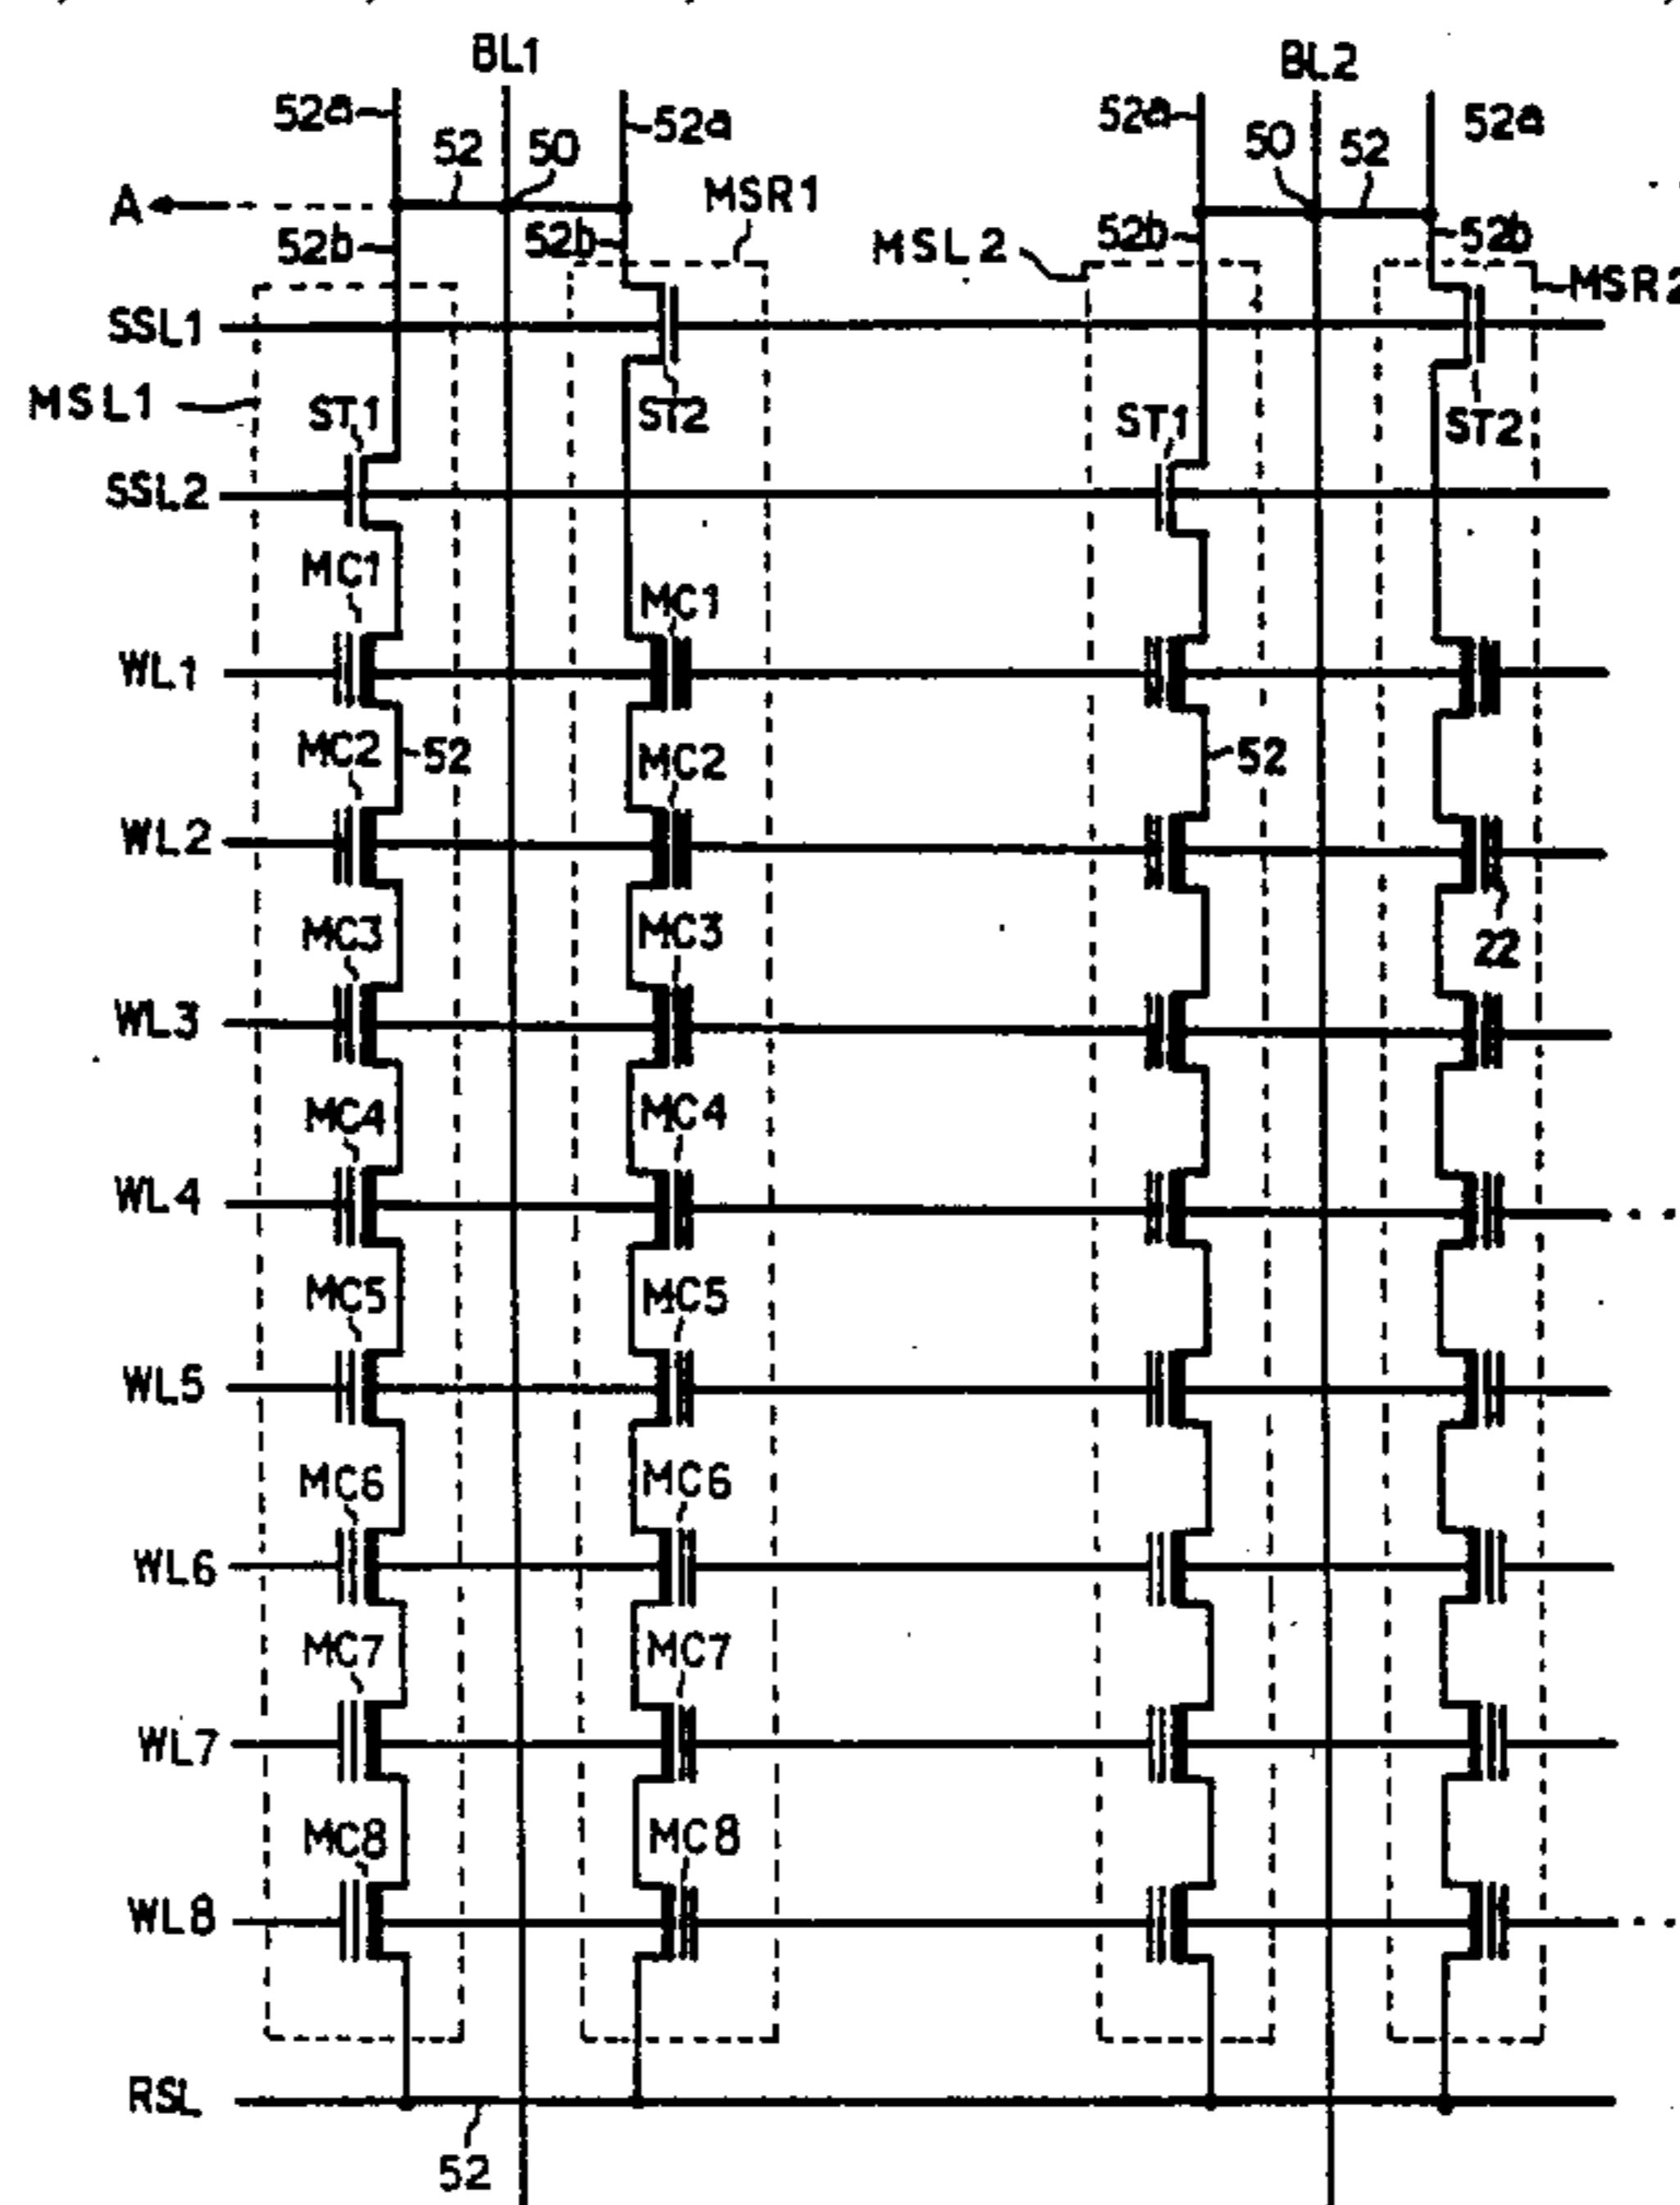 BL1 BL2
52a 52a 52a 52a
52 50 50 52
A
MSR1
52b 52b MSL2 52b 52b
MSR2
SSL1
MSL1 ST1 ST2 ST1 ST2
SSL2
MC1 MC1
WL1
MC2 52 MC2 52
WL2
MC3 MC3 22
WL3
MC4 MC4
WL4
MC5 MC5
WL5
MC6 MC6
WL6
MC7 MC7
WL7
MC8 MC8
WL8
RSL
52